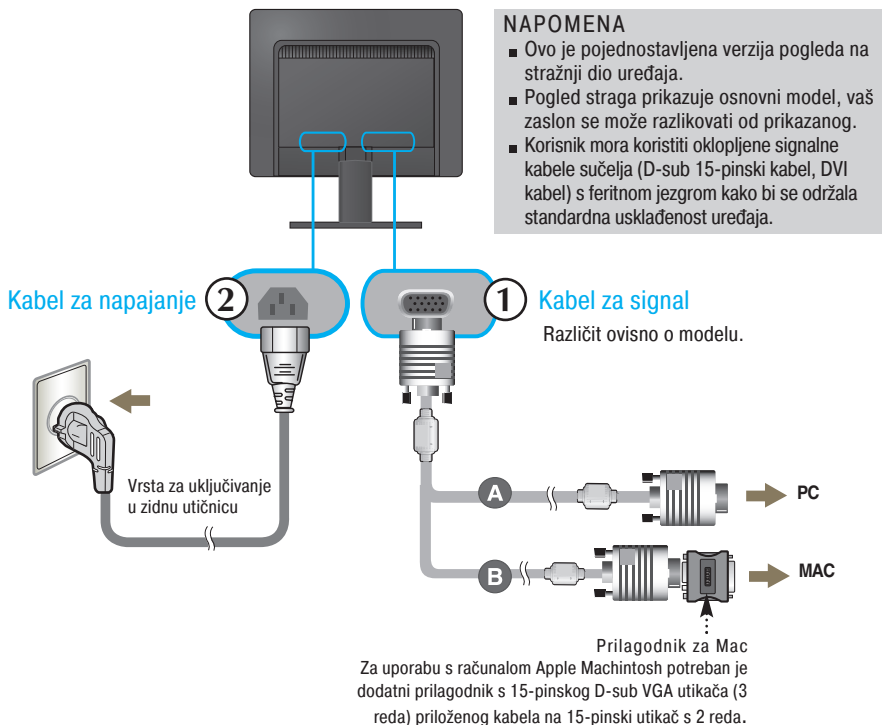 NAPOMENA
Ovo je pojednostavljena verzija pogleda na
stražnji dio uređaja.
Pogled straga prikazuje osnovni model, vaš
zaslon se može razlikovati od prikazanog.
Korisnik mora koristiti oklopljene signalne
kabele sučelja (D-sub 15-pinski kabel, DVI
kabel) s feritnom jezgrom kako bi se održala
standardna usklađenost uređaja.
Kabel za napajanje 2
1 Kabel za signal
Različit ovisno o modelu.
Vrsta za uključivanje
u zidnu utičnicu
A
PC
B
MAC
Prilagodnik za Mac
Za uporabu s računalom Apple Machintosh potreban je
dodatni prilagodnik s 15-pinskog D-sub VGA utikača (3
reda) priloženog kabela na 15-pinski utikač s 2 reda.